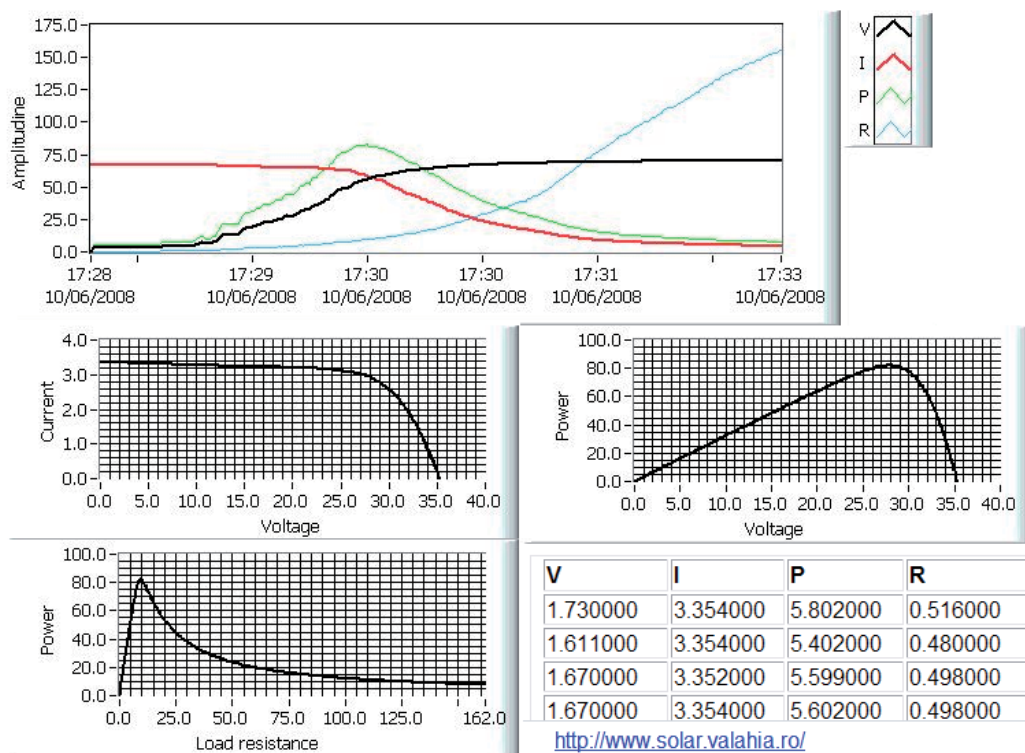 175.0
150.0
125.0
100.0
75.0
50.0
25.0
0.0
Amplitudine
17:28 17:29 17:30 17:30 17:31 17:33
10/06/2008 10/06/2008 10/06/2008 10/06/2008 10/06/2008 10/06/2008
V
I
P
R
4.0
3.0
2.0
1.0
0.0
Current
0.0 5.0 10.0 15.0 20.0 25.0 30.0 35.0 40.0
Voltage
100.0
80.0
60.0
40.0
20.0
0.0
Power
0.0 5.0 10.0 15.0 20.0 25.0 30.0 35.0 40.0
Voltage
100.0
80.0
60.0
40.0
20.0
0.0
Power
0.0 25.0 50.0 75.0 100.0 125.0 162.0
Load resistance
V I P R
1.730000 3.354000 5.802000 0.516000
1.611000 3.354000 5.402000 0.480000
1.670000 3.352000 5.599000 0.498000
1.670000 3.354000 5.602000 0.498000
http://www.solar.valahia.ro/